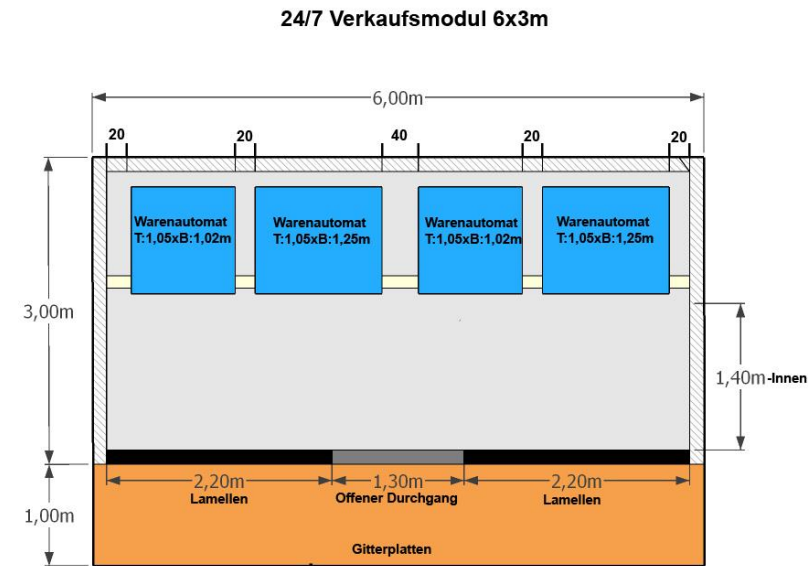 24/7 Verkaufsmodul 6x3m
6,00m
20 20 40 20 20
Warenautomat
T:1,05xB:1,02m
Warenautomat
T:1,05xB:1,25m
Warenautomat
T:1,05xB:1,02m
Warenautomat
T:1,05xB:1,25m
3,00m
1,40m-Innen
2,20m 1,30m 2,20m
Lamellen Offener Durchgang Lamellen
1,00m
Gitterplatten